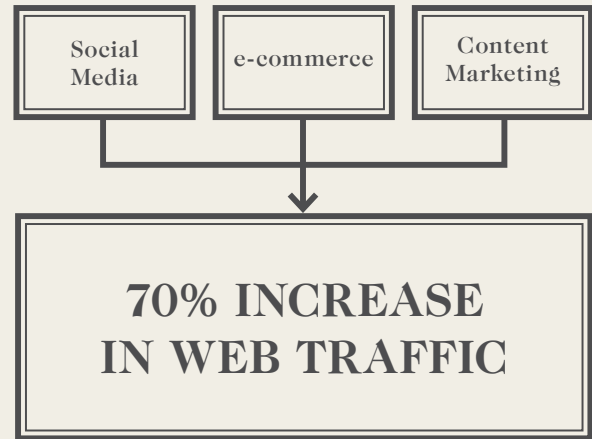 Social
Media
e-commerce
Content
Marketing
70% INCREASE
IN WEB TRAFFIC